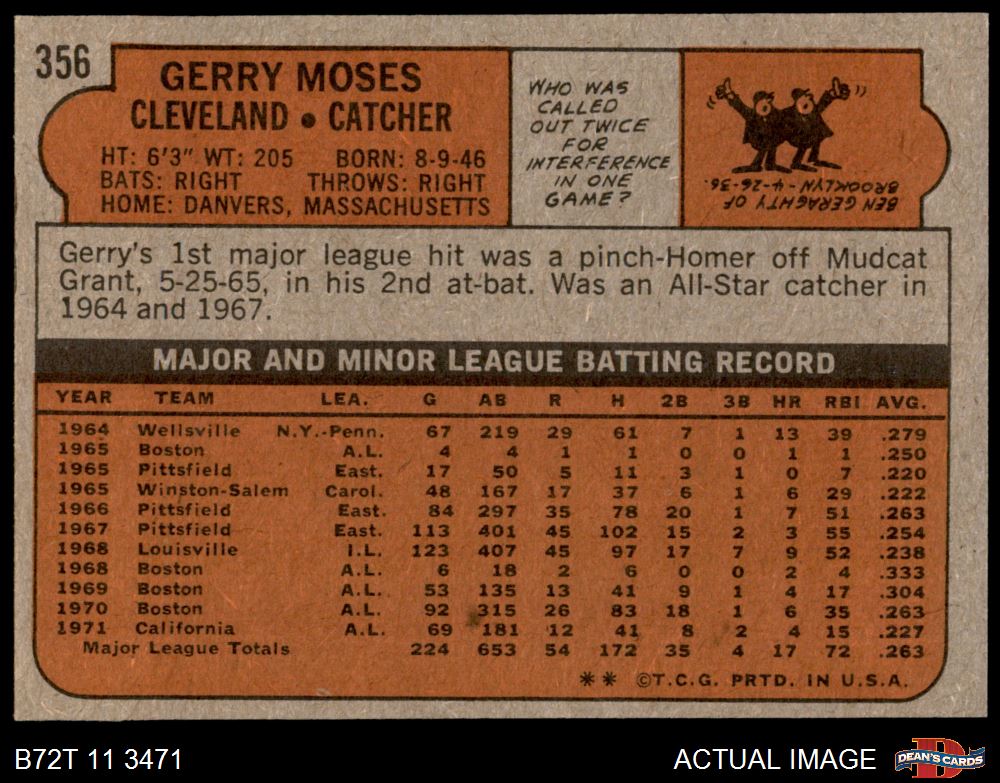 356
GERRY MOSES
CLEVELAND • CATCHER
HT: 6'3" WT: 205 BORN: 8-9-46
BATS: RIGHT THROWS: RIGHT
HOME: DANVERS, MASSACHUSETTS
WHO WAS
CALLED
OUT TWICE
FOR
INTERFERENCE
IN ONE
GAME?
BEN GERAGHTY OF
BROOKLYN - 4-26-36.
Gerry's 1st major league hit was a pinch-Homer off Mudcat
Grant, 5-25-65, in his 2nd at-bat. Was an All-Star catcher in
1964 and 1967.
MAJOR AND MINOR LEAGUE BATTING RECORD
YEAR TEAM LEA. G AB R H 2B 3B HR RBI AVG.
1964 Wellsville N.Y.-Penn. 67 219 29 61 7 1 13 39 .279
1965 Boston A.L. 4 4 1 1 0 0 1 1 .250
1965 Pittsfield East. 17 50 5 11 3 1 0 7 .220
1965 Winston-Salem Carol. 48 167 17 37 6 1 6 29 .222
1966 Pittsfield East. 84 297 35 78 20 1 7 51 .263
1967 Pittsfield East. 113 401 45 102 15 2 3 55 .254
1968 Louisville I.L. 123 407 45 97 17 7 9 52 .238
1968 Boston A.L. 6 18 2 6 0 0 2 4 .333
1969 Boston A.L. 53 135 13 41 9 1 4 17 .304
1970 Boston A.L. 92 315 26 83 18 1 6 35 .263
1971 California A.L. 69 181 12 41 8 2 4 15 .227
Major League Totals 224 653 54 172 35 4 17 72 .263
** ©T.C.G. PRTD. IN U.S.A.
B72T 11 3471
ACTUAL IMAGE
D
DEAN'S CARDS